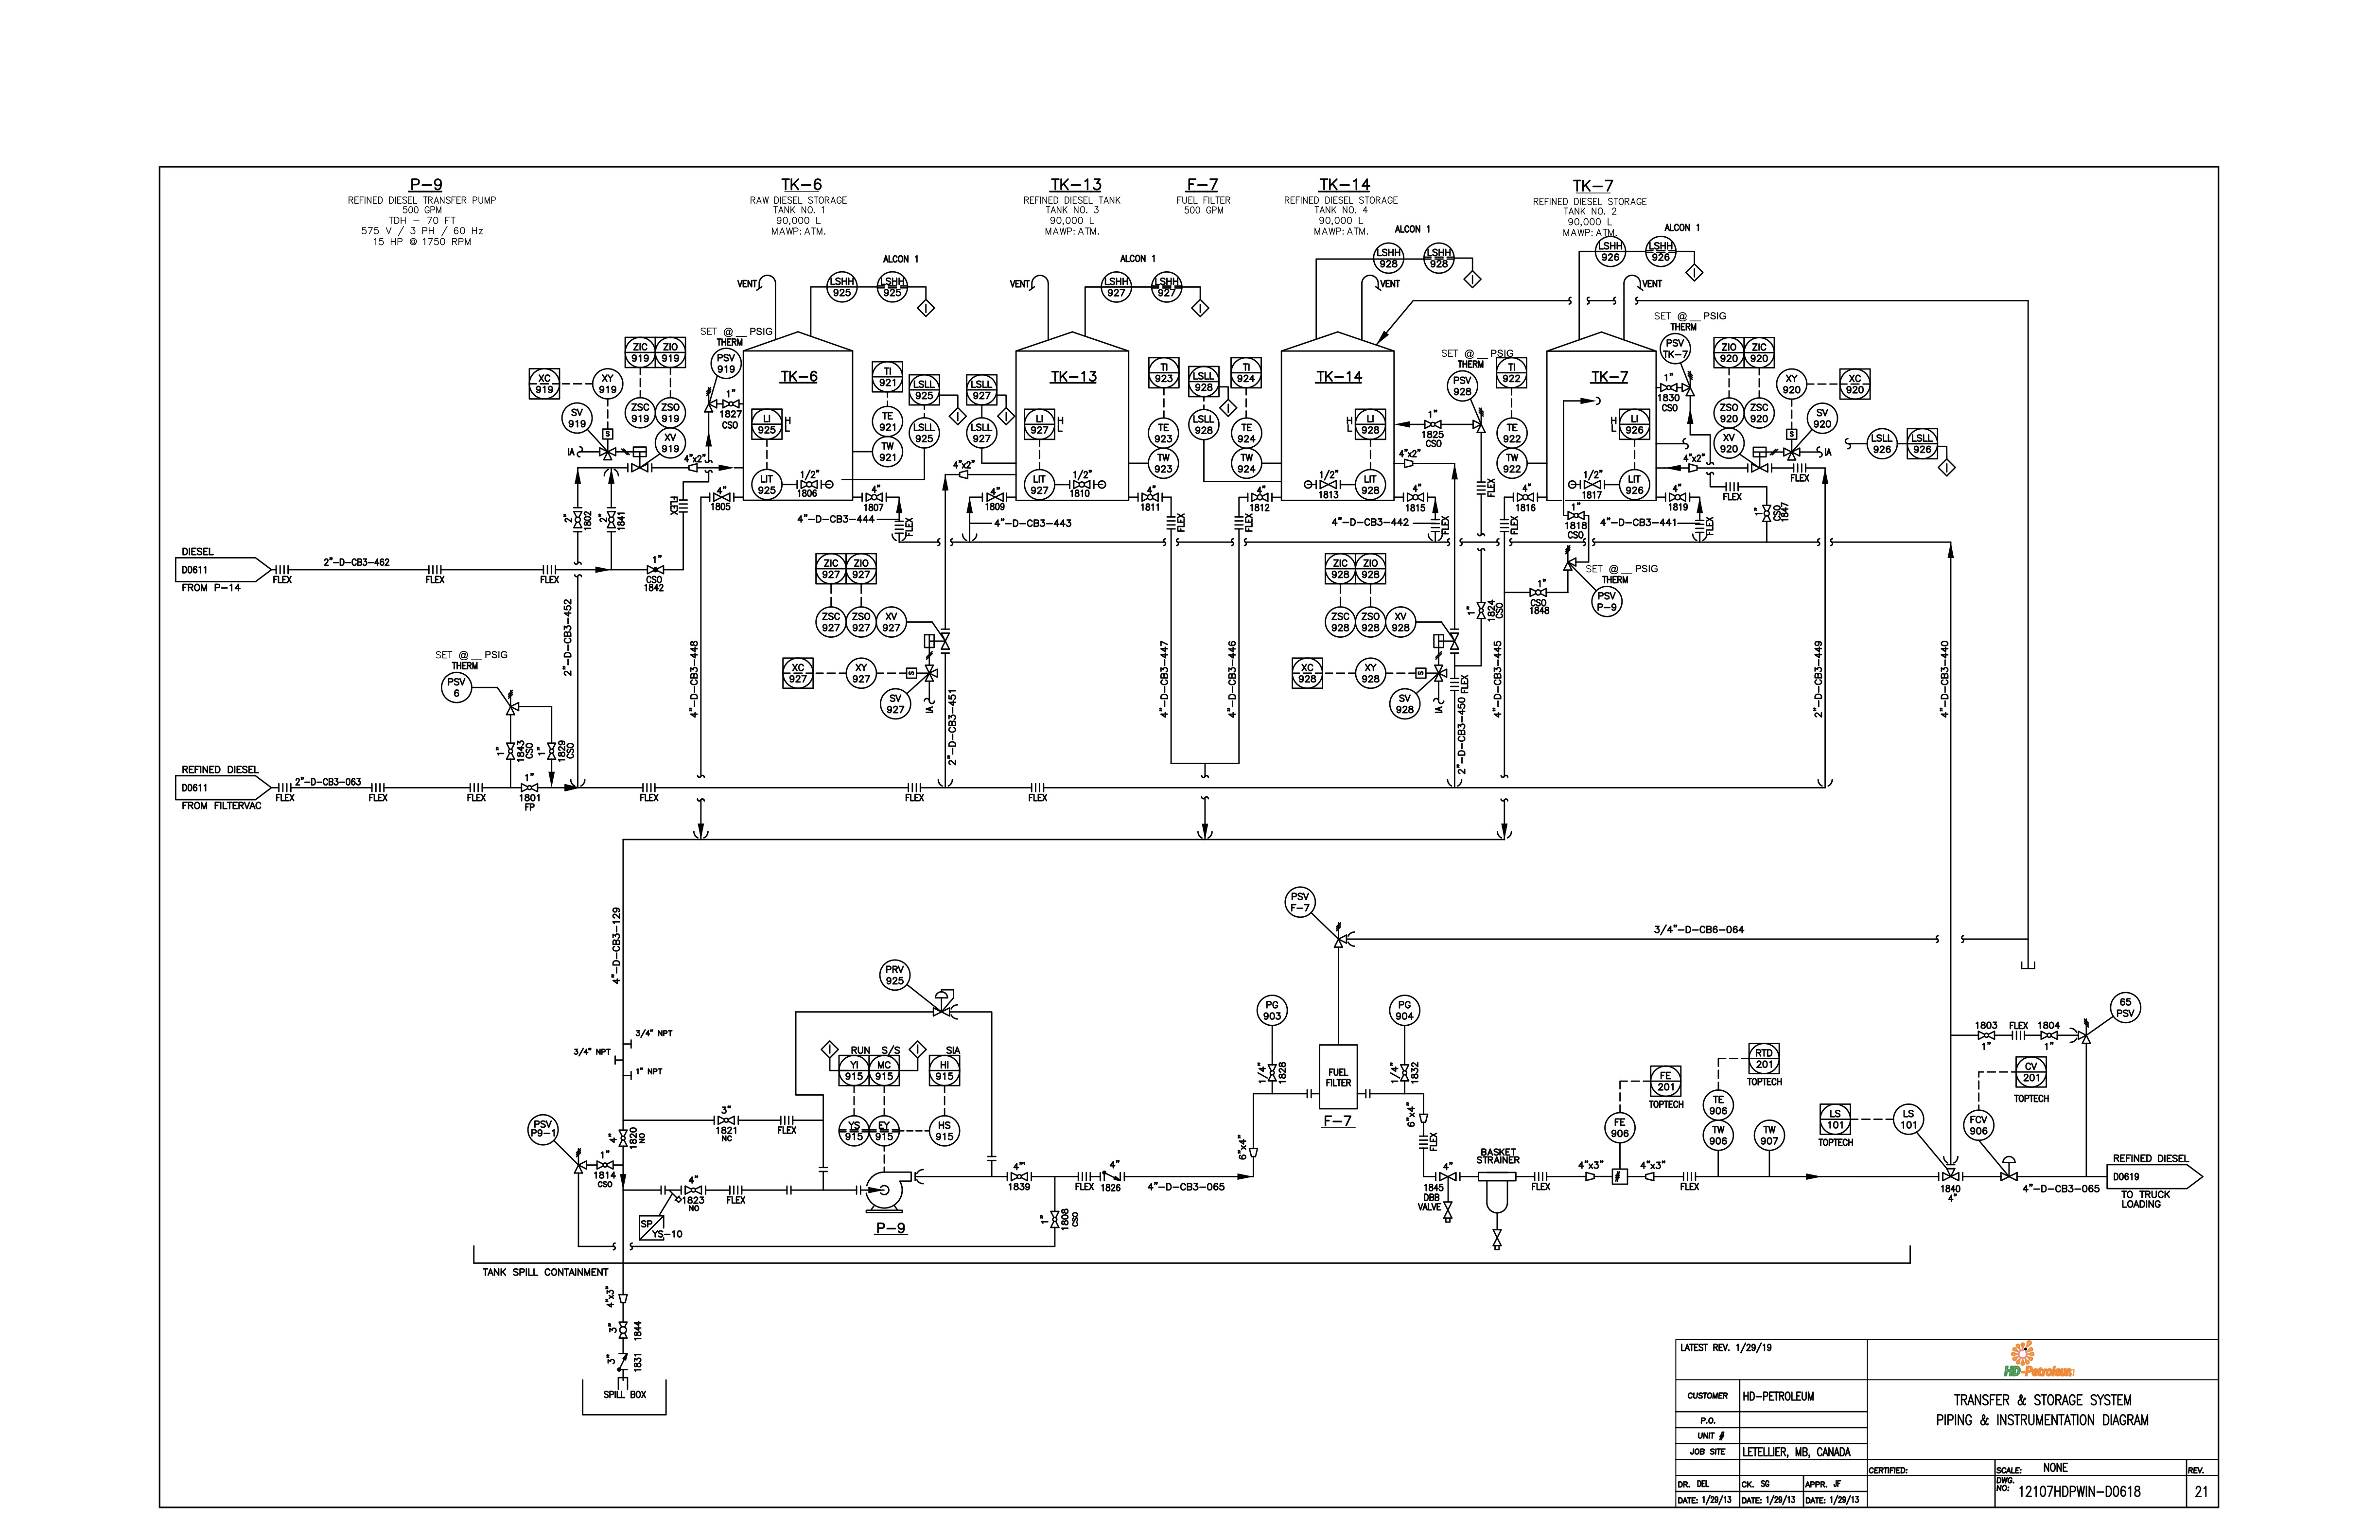 P-9
REFINED DIESEL TRANSFER PUMP
500 GPM
TDH - 70 FT
575 V / 3 PH / 60 Hz
15 HP @ 1750 RPM
TK-6
RAW DIESEL STORAGE
TANK NO. 1
90,000 L
MAWP: ATM.
TK-13
REFINED DIESEL TANK
TANK NO. 3
90,000 L
MAWP: ATM.
F-7
FUEL FILTER
500 GPM
TK-14
REFINED DIESEL STORAGE
TANK NO. 4
90,000 L
MAWP: ATM.
TK-7
REFINED DIESEL STORAGE
TANK NO. 2
90,000 L
MAWP: ATM.
ALCON 1
VENT
LSHH 925
LSHH 925
I
ALCON 1
VENT
LSHH 927
LSHH 927
I
ALCON 1
LSHH 928
LSHH 928
I
VENT
ALCON 1
LSHH 926
LSHH 926
I
VENT
XC 919
XY 919
SV 919
S
IA
ZIC 919
ZIO 919
ZSC 919
ZSO 919
XV 919
4"x2"
SET @ __ PSIG
THERM
PSV 919
1"
1827
CSO
TK-6
LI 925
H
L
LIT 925
1/2"
1806
TI 921
TE 921
TW 921
LSLL 925
I
LSLL 925
4"
1805
4"
1807
4"-D-CB3-444
FLEX
FLEX
LSLL 927
I
LSLL 927
4"x2"
4"
1809
4"-D-CB3-443
TK-13
LI 927
H
L
LIT 927
1/2"
1810
TI 923
TE 923
TW 923
4"
1811
FLEX
LSLL 928
I
LSLL 928
TI 924
TE 924
TW 924
4"
1812
FLEX
TK-14
H
L
LI 928
LIT 928
1/2"
1813
4"
1815
4"-D-CB3-442
FLEX
SET @ __ PSIG
THERM
PSV 928
1"
1825
CSO
4"x2"
FLEX
TI 922
TE 922
TW 922
4"
1816
FLEX
TK-7
H
L
LI 926
LIT 926
1/2"
1817
1"
1818
CSO
4"
1819
4"-D-CB3-441
FLEX
SET @ __ PSIG
THERM
PSV TK-7
1"
1830
CSO
4"x2"
ZIO 920
ZIC 920
ZSO 920
ZSC 920
XV 920
XY 920
XC 920
SV 920
S
IA
FLEX
FLEX
1"
1847
CSO
LSLL 926
LSLL 926
I
2"
1802
2"
1841
DIESEL
D0611
FROM P-14
FLEX
2"-D-CB3-462
FLEX
FLEX
1"
CSO
1842
2"-D-CB3-452
4"-D-CB3-448
ZIC 927
ZIO 927
ZSC 927
ZSO 927
XV 927
XC 927
XY 927
S
SV 927
IA
2"-D-CB3-451
4"-D-CB3-447
4"-D-CB3-446
ZIC 928
ZIO 928
ZSC 928
ZSO 928
XV 928
XC 928
XY 928
S
SV 928
IA
FLEX
2"-D-CB3-450
1"
1824
CSO
4"-D-CB3-445
1"
CSO
1848
SET @ __ PSIG
THERM
PSV P-9
2"-D-CB3-449
4"-D-CB3-440
SET @ __ PSIG
THERM
PSV 6
1"
1843
CSO
1"
1829
CSO
REFINED DIESEL
D0611
FROM FILTERVAC
FLEX
2"-D-CB3-063
FLEX
FLEX
1"
1801
FP
FLEX
FLEX
FLEX
4"-D-CB3-129
3/4" NPT
3/4" NPT
1" NPT
PSV P9-1
1"
1814
CSO
4"
1820
NO
3"
1821
NC
FLEX
4"
1823
NO
FLEX
SP YS-10
PRV 925
I
RUN
S/S
I
SIA
YI 915
MC 915
HI 915
YS 915
EY 915
HS 915
P-9
4"
1839
FLEX
4"
1826
4"-D-CB3-065
1"
1808
CSO
TANK SPILL CONTAINMENT
4"x3"
3"
1844
3"
1831
SPILL BOX
PSV F-7
3/4"-D-CB6-064
PG 903
1/4"
1828
6"x4"
FUEL FILTER
F-7
PG 904
1/4"
1832
6"x4"
FLEX
4"
1845
DBB
VALVE
BASKET
STRAINER
FLEX
4"x3"
#
4"x3"
FE 906
FE 201
TOPTECH
FLEX
RTD 201
TOPTECH
TE 906
TW 906
TW 907
LS 101
TOPTECH
LS 101
1840
4"
FCV 906
CV 201
TOPTECH
1803
1"
FLEX
1804
1"
65 PSV
4"-D-CB3-065
REFINED DIESEL
D0619
TO TRUCK
LOADING
LATEST REV. 1/29/19
HD-Petroleum
CUSTOMER HD-PETROLEUM
P.O.
UNIT #
JOB SITE LETELLIER, MB, CANADA
TRANSFER & STORAGE SYSTEM
PIPING & INSTRUMENTATION DIAGRAM
DR. DEL CK. SG APPR. JF
DATE: 1/29/13 DATE: 1/29/13 DATE: 1/29/13
CERTIFIED:
SCALE: NONE
DWG. NO: 12107HDPWIN-D0618
REV. 21